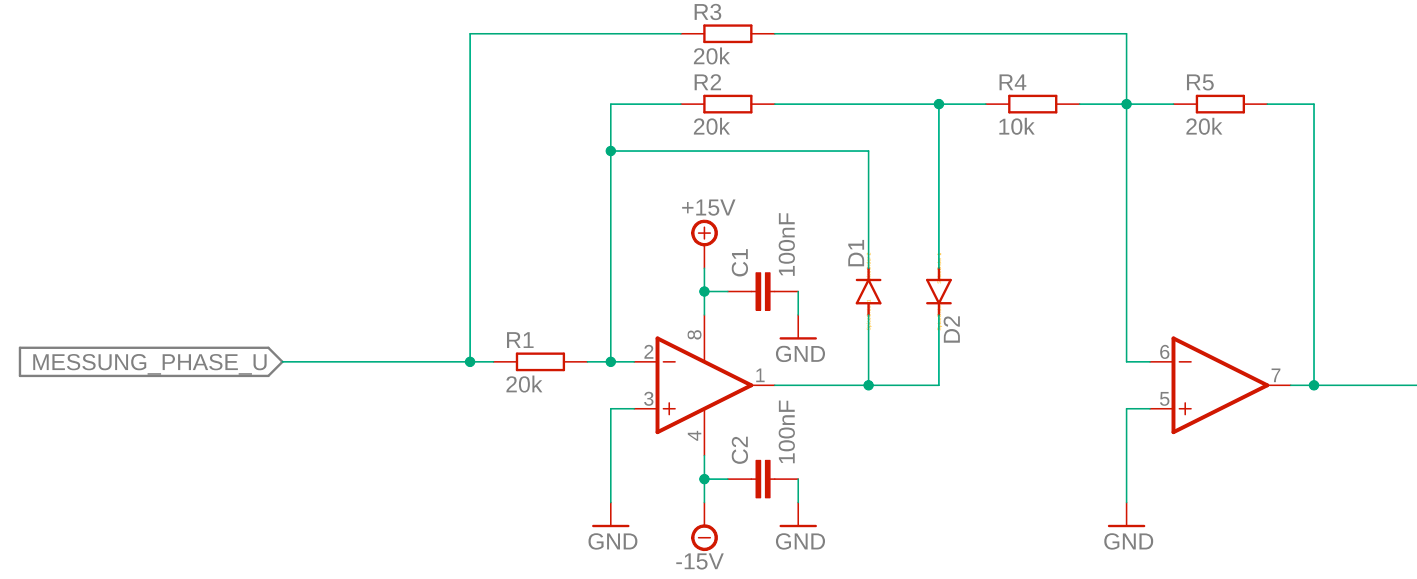 R3
20k
R2
20k
R4
10k
R5
20k
+15V
C1
100nF
D1
D2
GND
MESSUNG_PHASE_U
R1
20k
8
2
3
1
4
6
5
7
C2
100nF
GND
-15V
GND
GND